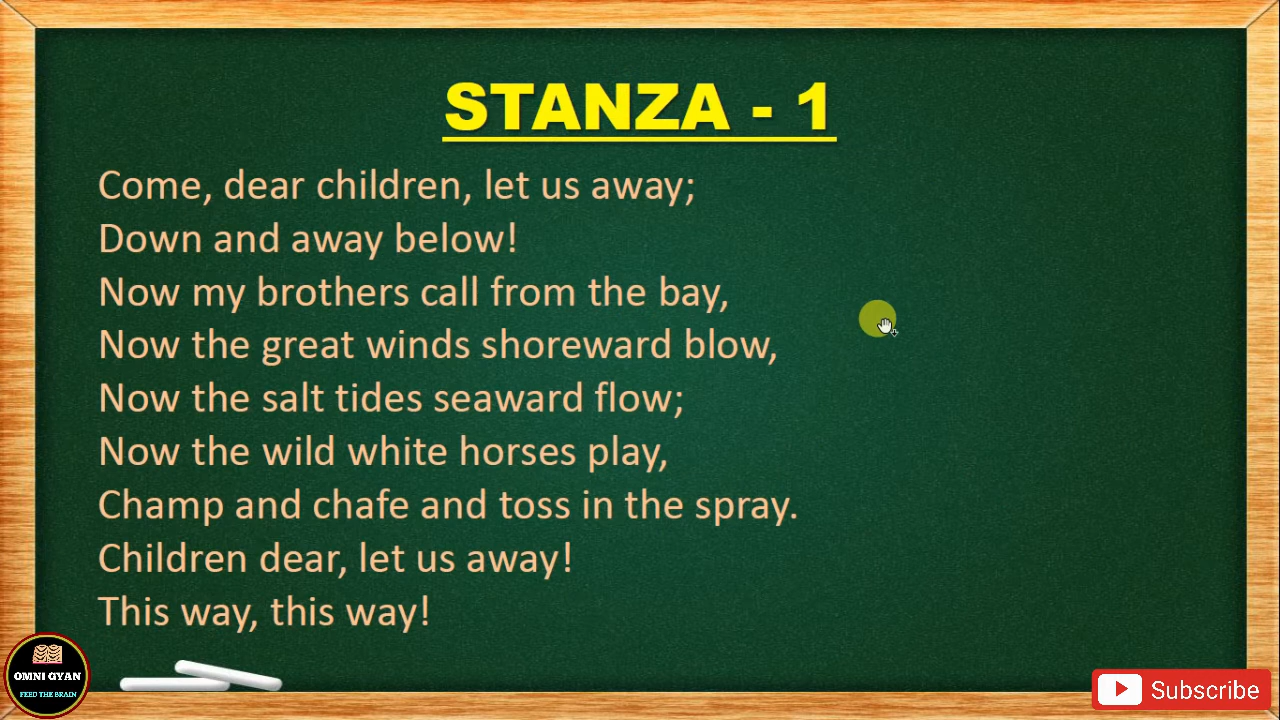 STANZA - 1
Come, dear children, let us away;
Down and away below!
Now my brothers call from the bay,
Now the great winds shoreward blow,
Now the salt tides seaward flow;
Now the wild white horses play,
Champ and chafe and toss in the spray.
Children dear, let us away!
This way, this way!
OMNI GYAN
FEED THE BRAIN
Subscribe